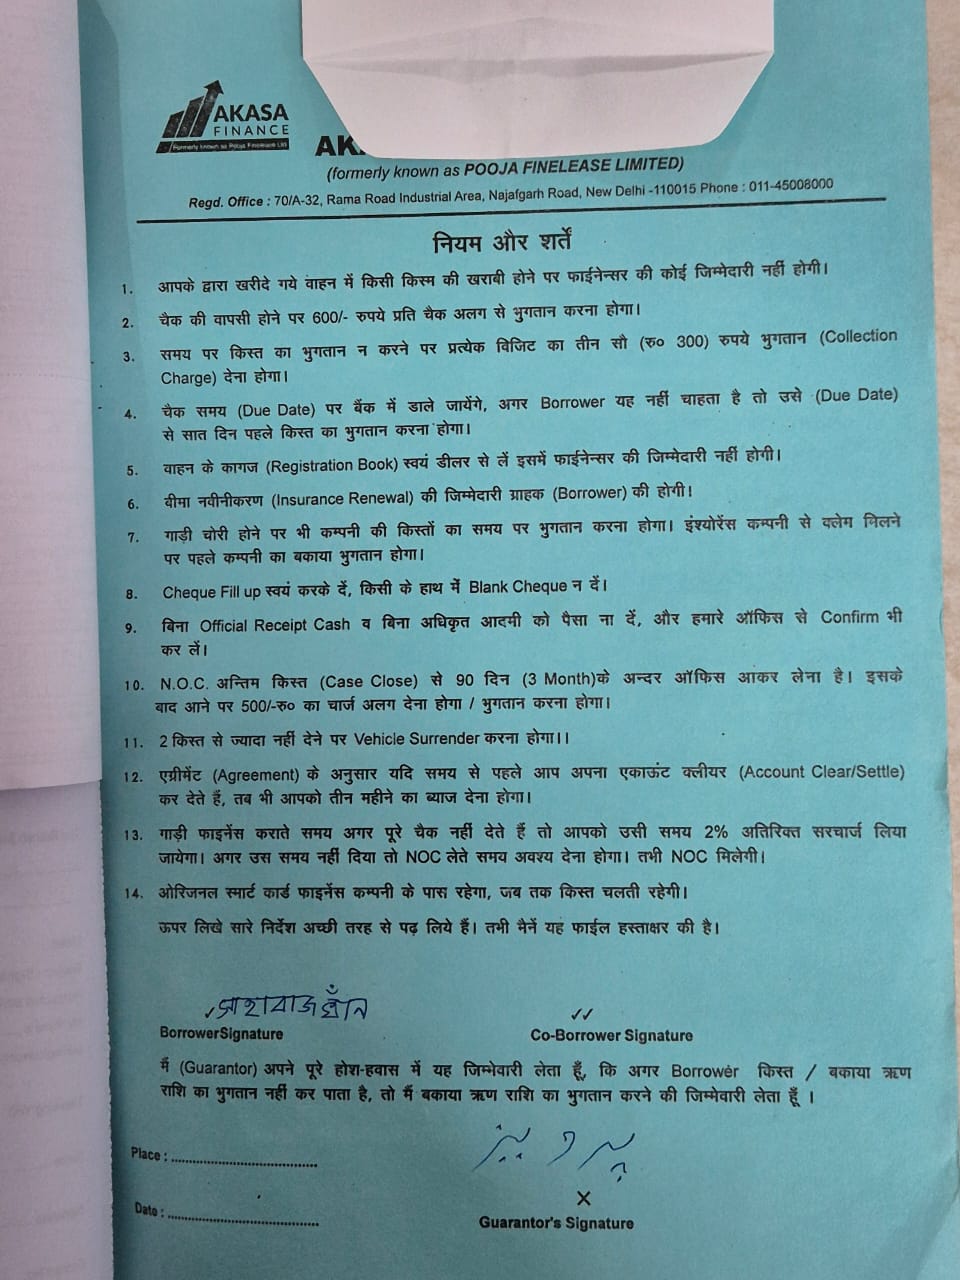 AKASA
FINANCE
Formerly known as Pooja Finelease Ltd
(formerly known as POOJA FINELEASE LIMITED)
Regd. Office : 70/A-32, Rama Road Industrial Area, Najafgarh Road, New Delhi -110015 Phone : 011-45008000
नियम और शर्तें
1. आपके द्वारा खरीदे गये वाहन में किसी किस्म की खराबी होने पर फाईनेन्सर की कोई जिम्मेदारी नहीं होगी।
2. चैक की वापसी होने पर 600/- रुपये प्रति चैक अलग से भुगतान करना होगा।
3. समय पर किस्त का भुगतान न करने पर प्रत्येक विजिट का तीन सौ (रु० 300) रुपये भुगतान (Collection
Charge) देना होगा।
4. चैक समय (Due Date) पर बैंक में डाले जायेंगे, अगर Borrower यह नहीं चाहता है तो उसे (Due Date)
से सात दिन पहले किस्त का भुगतान करना होगा।
5. वाहन के कागज (Registration Book) स्वयं डीलर से लें इसमें फाईनेन्सर की जिम्मेदारी नहीं होगी।
6. बीमा नवीनीकरण (Insurance Renewal) की जिम्मेदारी ग्राहक (Borrower) की होगी।
7. गाड़ी चोरी होने पर भी कम्पनी की किस्तों का समय पर भुगतान करना होगा। इंश्योरेंस कम्पनी से क्लेम मिलने
पर पहले कम्पनी का बकाया भुगतान होगा।
8. Cheque Fill up स्वयं करके दें, किसी के हाथ में Blank Cheque न दें।
9. बिना Official Receipt Cash व बिना अधिकृत आदमी को पैसा ना दें, और हमारे ऑफिस से Confirm भी
कर लें।
10. N.O.C. अन्तिम किस्त (Case Close) से 90 दिन (3 Month)के अन्दर ऑफिस आकर लेना है। इसके
बाद आने पर 500/-रु० का चार्ज अलग देना होगा / भुगतान करना होगा।
11. 2 किस्त से ज्यादा नहीं देने पर Vehicle Surrender करना होगा।।
12. एग्रीमेंट (Agreement) के अनुसार यदि समय से पहले आप अपना एकाऊंट क्लीयर (Account Clear/Settle)
कर देते हैं, तब भी आपको तीन महीने का ब्याज देना होगा।
13. गाड़ी फाइनेंस कराते समय अगर पूरे चैक नहीं देते हैं तो आपको उसी समय 2% अतिरिक्त सरचार्ज लिया
जायेगा। अगर उस समय नहीं दिया तो NOC लेते समय अवश्य देना होगा। तभी NOC मिलेगी।
14. ओरिजनल स्मार्ट कार्ड फाइनेंस कम्पनी के पास रहेगा, जब तक किस्त चलती रहेगी।
ऊपर लिखे सारे निर्देश अच्छी तरह से पढ़ लिये हैं। तभी मैनें यह फाईल हस्ताक्षर की है।
BorrowerSignature
Co-Borrower Signature
मैं (Guarantor) अपने पूरे होश-हवास में यह जिम्मेवारी लेता हूँ, कि अगर Borrower किस्त / बकाया ऋण
राशि का भुगतान नहीं कर पाता है, तो मैं बकाया ऋण राशि का भुगतान करने की जिम्मेवारी लेता हूँ ।
Place : ....................................
Date : .....................................
Guarantor's Signature